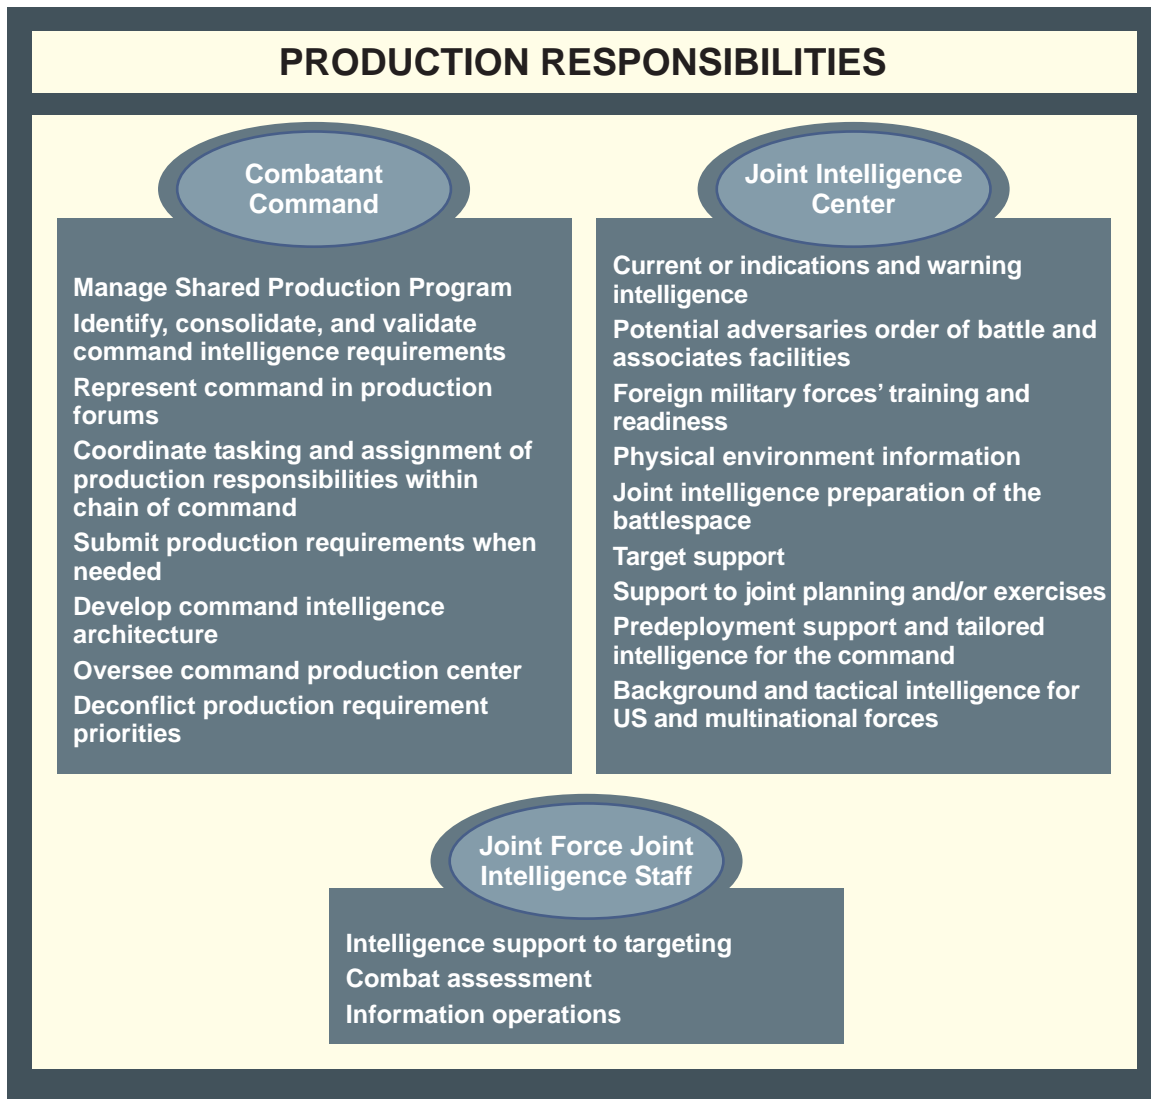 PRODUCTION RESPONSIBILITIES
Combatant
Command
Manage Shared Production Program
Identify, consolidate, and validate
command intelligence requirements
Represent command in production
forums
Coordinate tasking and assignment of
production responsibilities within
chain of command
Submit production requirements when
needed
Develop command intelligence
architecture
Oversee command production center
Deconflict production requirement
priorities
Joint Intelligence
Center
Current or indications and warning
intelligence
Potential adversaries order of battle and
associates facilities
Foreign military forces’ training and
readiness
Physical environment information
Joint intelligence preparation of the
battlespace
Target support
Support to joint planning and/or exercises
Predeployment support and tailored
intelligence for the command
Background and tactical intelligence for
US and multinational forces
Joint Force Joint
Intelligence Staff
Intelligence support to targeting
Combat assessment
Information operations